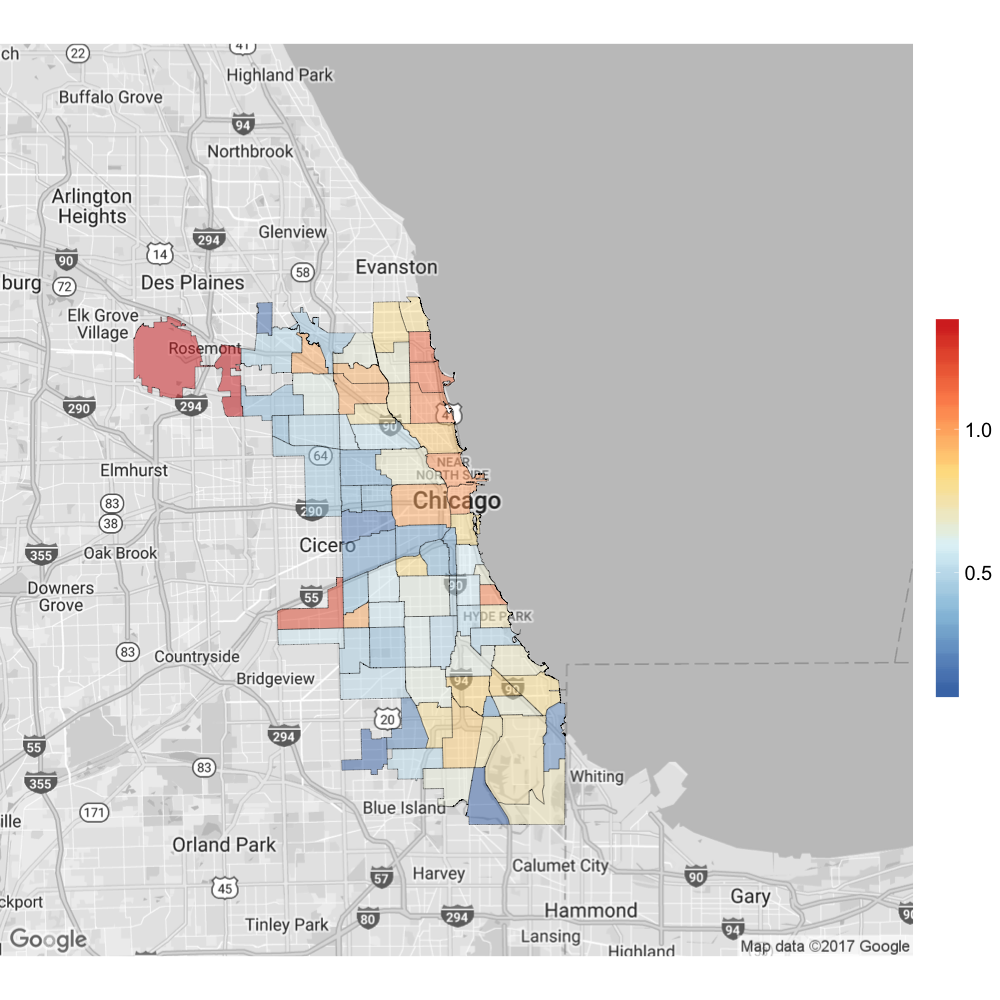 ch
22
41
Highland Park
Buffalo Grove
94
Northbrook
Arlington
Heights
294
Glenview
14
90
58
Evanston
burg
72
Des Plaines
Elk Grove
Village
Rosemont
290
294
41
90
64
Elmhurst
NEAR
NORTH SIDE
83
38
290
Chicago
1.0
355
Oak Brook
Cicero
Downers
Grove
55
90
0.5
HYDE PARK
83
Countryside
Bridgeview
94
90
20
55
294
83
355
Whiting
171
Blue Island
ille
Orland Park
Calumet City
45
57
Harvey
90
Gary
ckport
80
294
Hammond
90
Tinley Park
Lansing
94
Google
Highland
Map data ©2017 Google